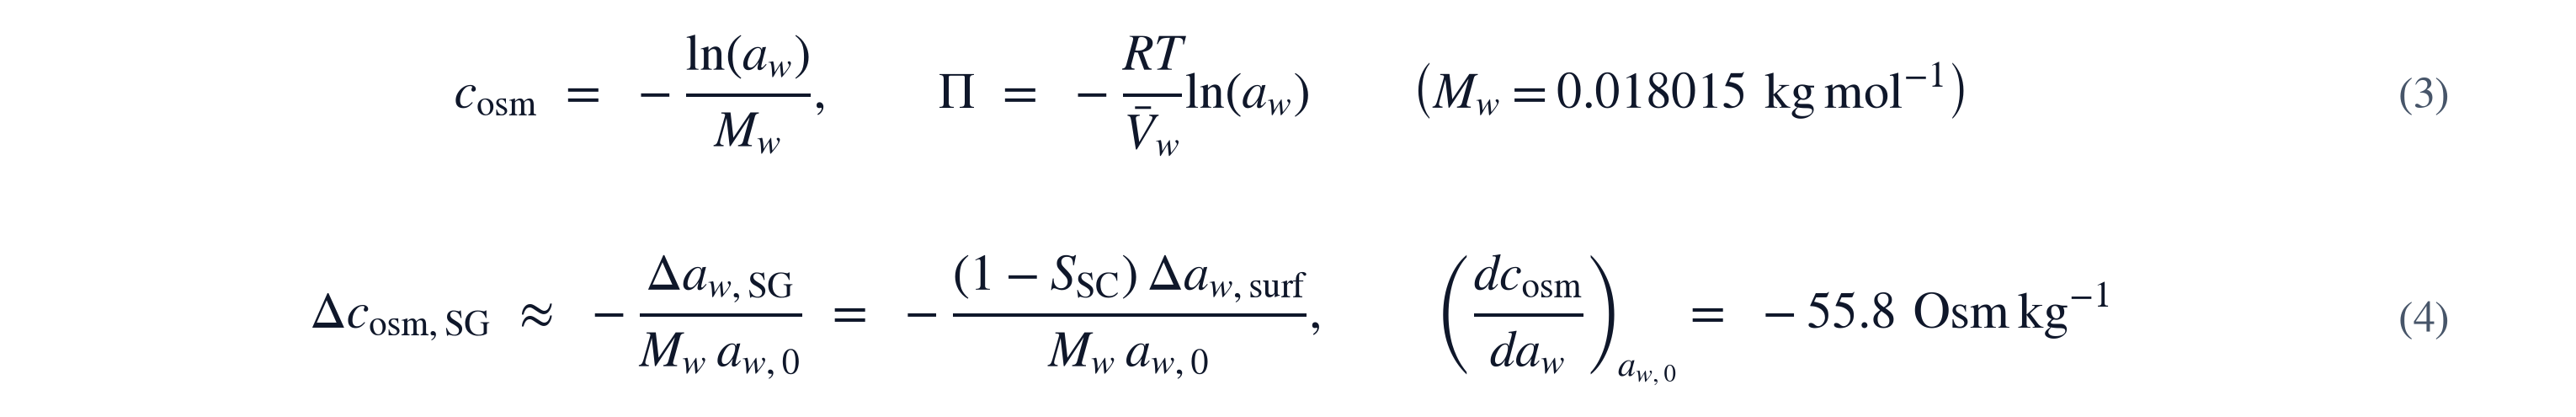 c_osm = − ln(a_w) / M_w, Π = − RT / V̄_w ln(a_w) (M_w = 0.018015 kg mol⁻¹) (3)
Δc_osm, SG ≈ − Δa_w, SG / M_w a_w, 0 = − (1 − S_SC) Δa_w, surf / M_w a_w, 0, (dc_osm / da_w)_a_w, 0 = − 55.8 Osm kg⁻¹ (4)